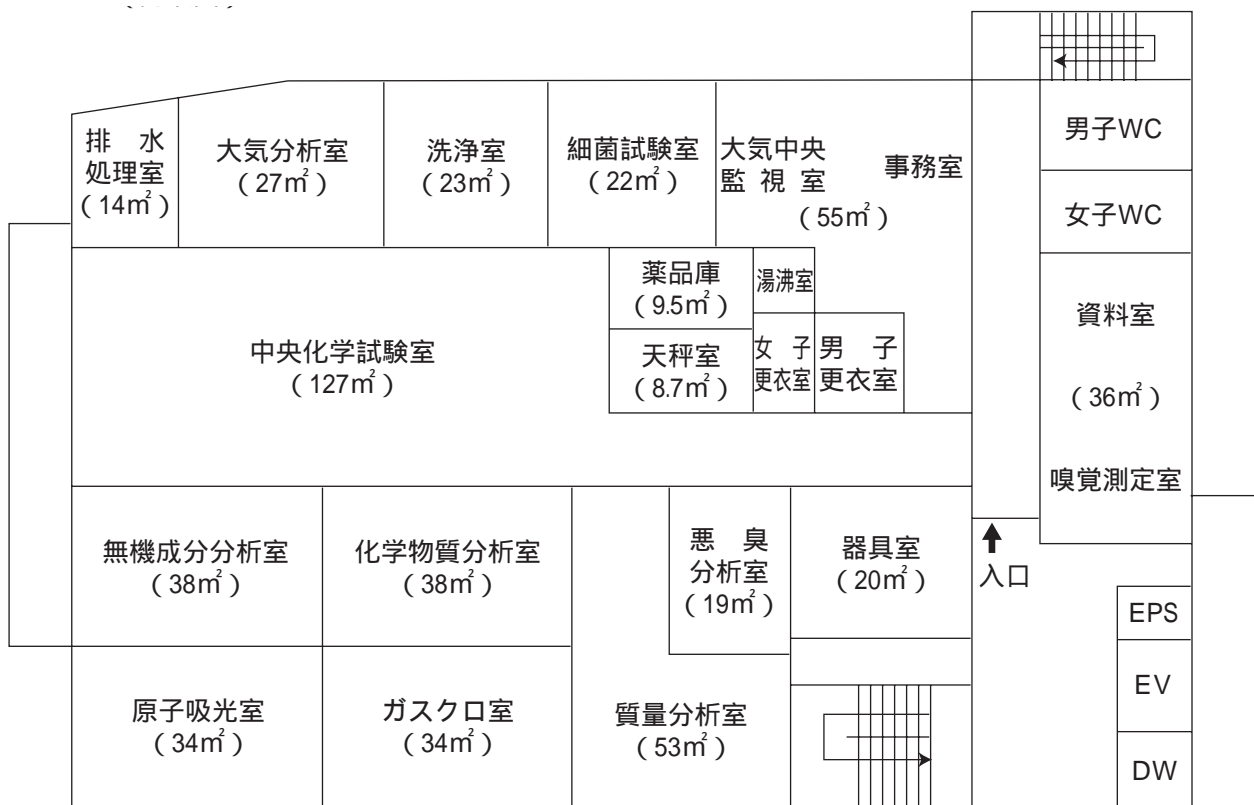 排　水
処理室
（14㎡）
大気分析室
（27㎡）
洗浄室
（23㎡）
細菌試験室
（22㎡）
大気中央
監 視 室
事務室
（55㎡）
男子WC
女子WC
薬品庫
（9.5㎡）
湯沸室
天秤室
（8.7㎡）
女　子
更衣室
男　子
更衣室
中央化学試験室
（127㎡）
資料室
（36㎡）
嗅覚測定室
無機成分分析室
（38㎡）
化学物質分析室
（38㎡）
悪　臭
分析室
（19㎡）
器具室
（20㎡）
入口
EPS
EV
DW
原子吸光室
（34㎡）
ガスクロ室
（34㎡）
質量分析室
（53㎡）